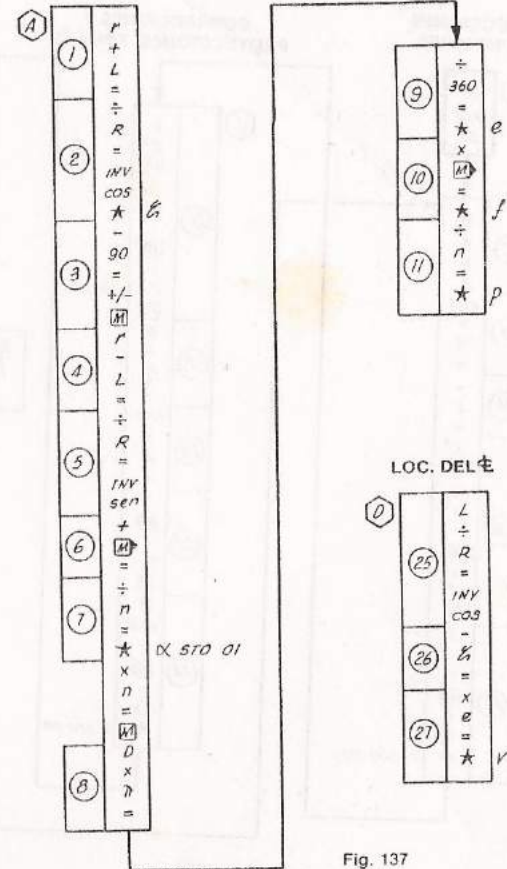 A
1
r
+
L
=
÷
2
R
=
INV
COS
★
-
3
90
=
+/-
M
4
r
-
L
=
÷
5
R
=
INV
sen
6
+
M
=
7
÷
n
=
★ α STO 01
x
n
=
M
8
D
x
π
=
9
÷
360
=
★ e
10
x
M
=
★ f
11
÷
n
=
★ p
LOC. DEL ℄
D
25
L
÷
R
=
INV
COS
26
-
=
27
x
e
=
★ V
Fig. 137